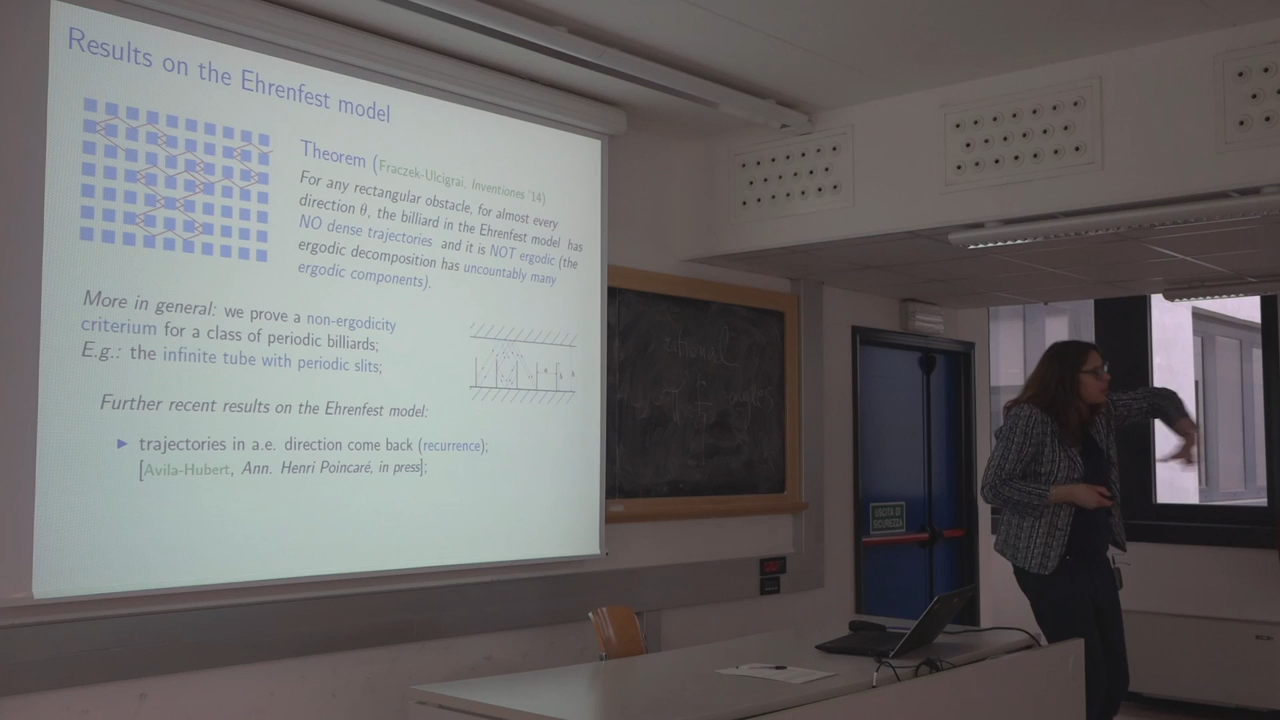 Results on the Ehrenfest model
Theorem (Fraczek-Ulcigrai, Inventiones '14)
For any rectangular obstacle, for almost every
direction θ, the billiard in the Ehrenfest model has
NO dense trajectories and it is NOT ergodic (the
ergodic decomposition has uncountably many
ergodic components).
More in general: we prove a non-ergodicity
criterium for a class of periodic billiards;
E.g.: the infinite tube with periodic slits;
Further recent results on the Ehrenfest model:
▶ trajectories in a.e. direction come back (recurrence);
[Avila-Hubert, Ann. Henri Poincaré, in press];
rational
angles
USCITA DI
SICUREZZA